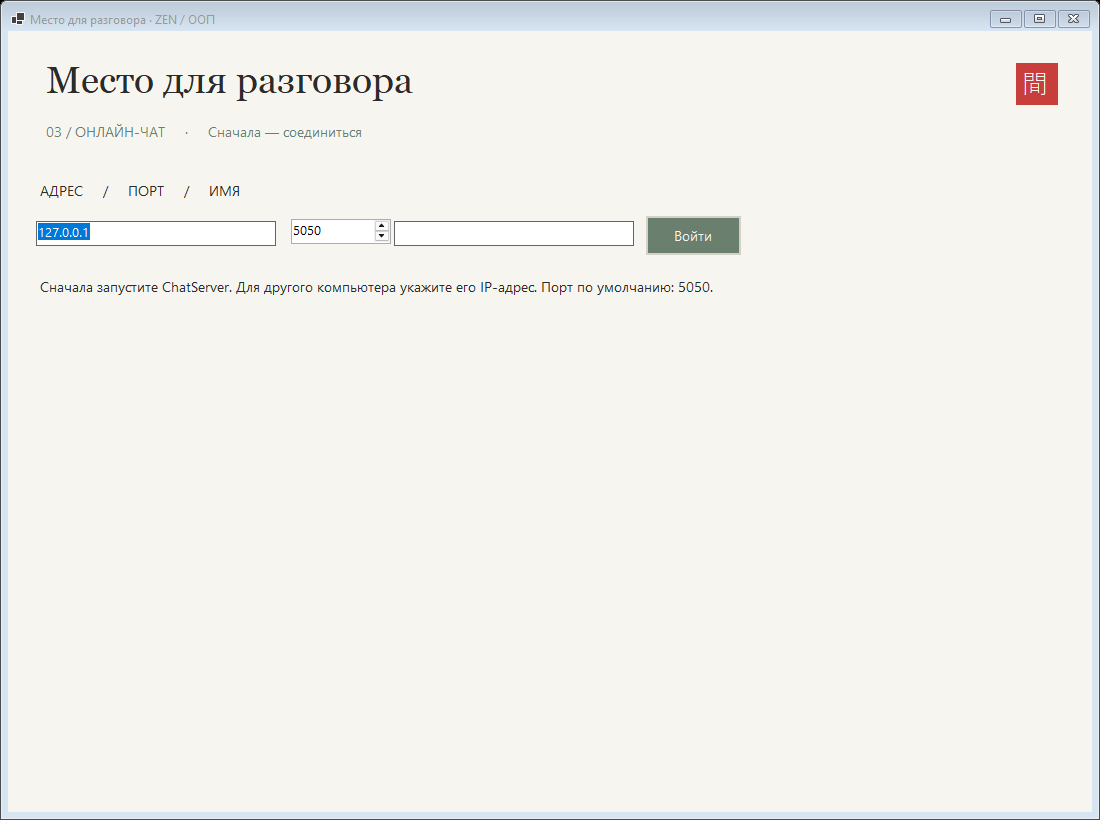 Место для разговора · ZEN / ООП
Место для разговора
間
03 / ОНЛАЙН-ЧАТ · Сначала — соединиться
АДРЕС / ПОРТ / ИМЯ
127.0.0.1 5050 Войти
Сначала запустите ChatServer. Для другого компьютера укажите его IP-адрес. Порт по умолчанию: 5050.